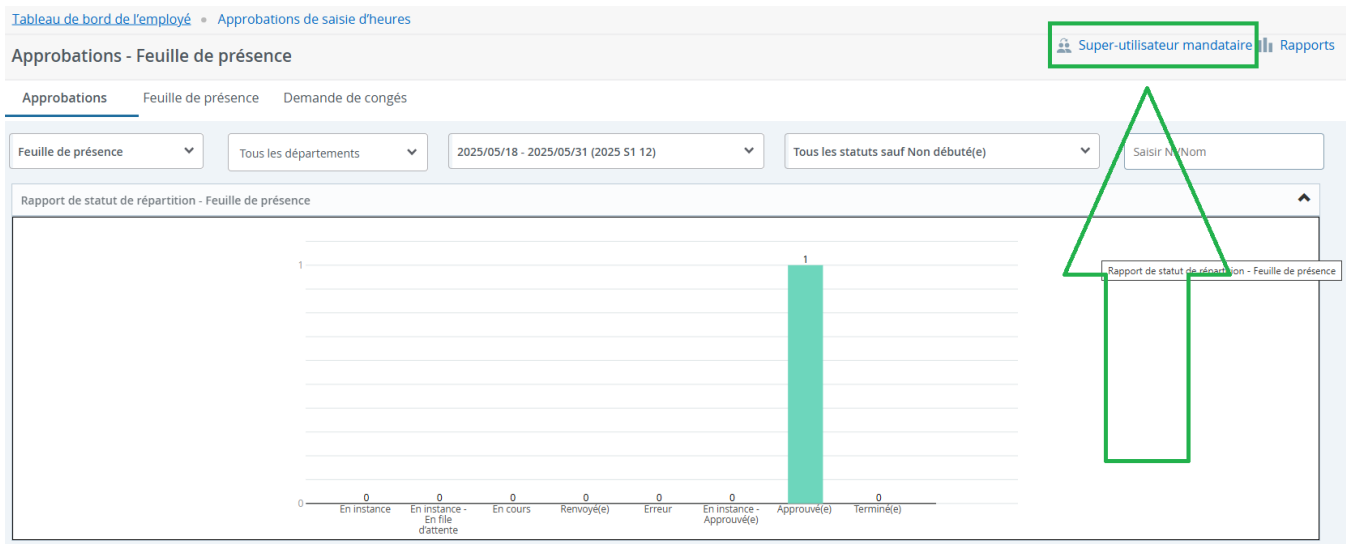 Tableau de bord de l'employé • Approbations de saisie d'heures
Approbations - Feuille de présence
Super-utilisateur mandataire Rapports
Approbations Feuille de présence Demande de congés
Feuille de présence Tous les départements 2025/05/18 - 2025/05/31 (2025 S1 12) Tous les statuts sauf Non débuté(e) Saisir NI/Nom
Rapport de statut de répartition - Feuille de présence
1
1
Rapport de statut de répartition - Feuille de présence
0
0 0 0 0 0 0 0
En instance
En instance -
En file
d'attente
En cours
Renvoyé(e)
Erreur
En instance -
Approuvé(e)
Approuvé(e)
Terminé(e)